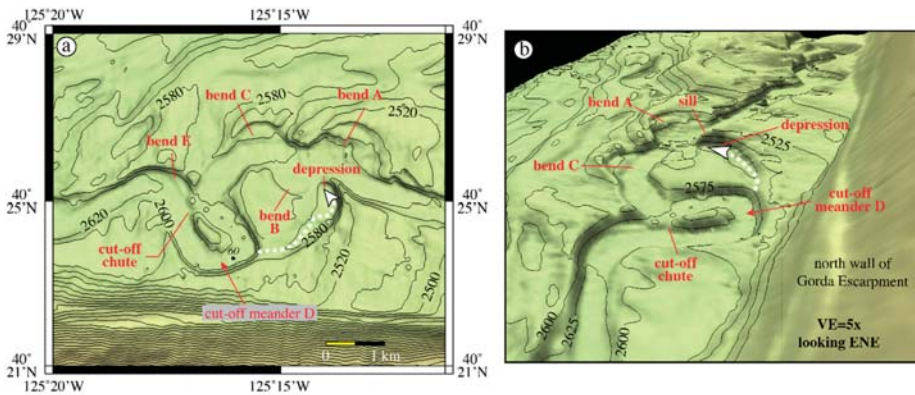 125°20'
125°15'
40°
29'N
a
2580
bend C
2580
bend A
2520
bend E
depression
40°
25'N
2620
2600
bend
B
2580
cut-off
chute
60
2520
2500
cut-off meander D
0 1 km
41°
21'N
125°20'
125°15'
40°
29'N
40°
25'N
40°
21'N
b
bend A
sill
depression
2525
bend C
2575
cut-off
meander D
cut-off
chute
north wall of
Gorda Escarpment
2600
2625
2600
VE=5x
looking ENE